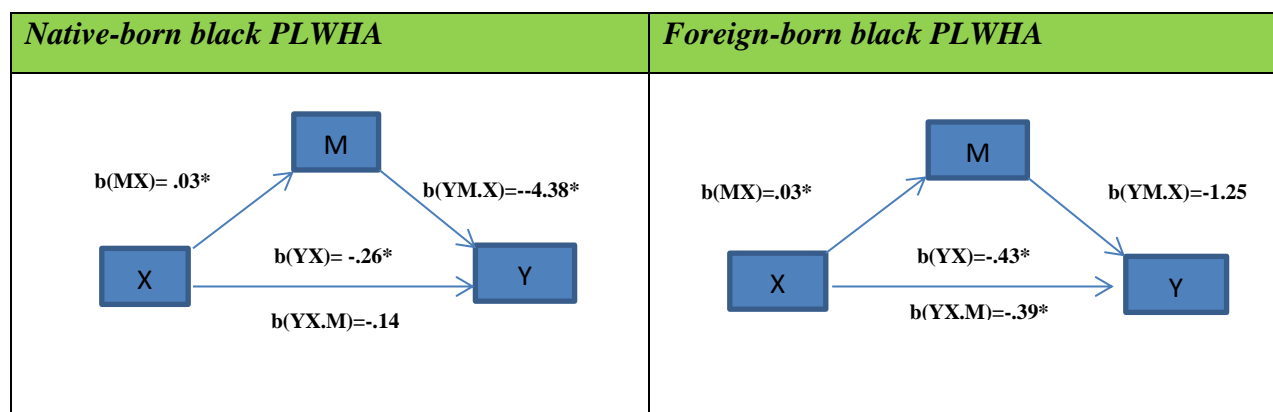 Native-born black PLWHA
Foreign-born black PLWHA
M
b(MX)= .03*
b(YM.X)=--4.38*
b(YX)= -.26*
X
Y
b(YX.M)=-.14
M
b(MX)=.03*
b(YM.X)=-1.25
b(YX)=-.43*
X
Y
b(YX.M)=-.39*